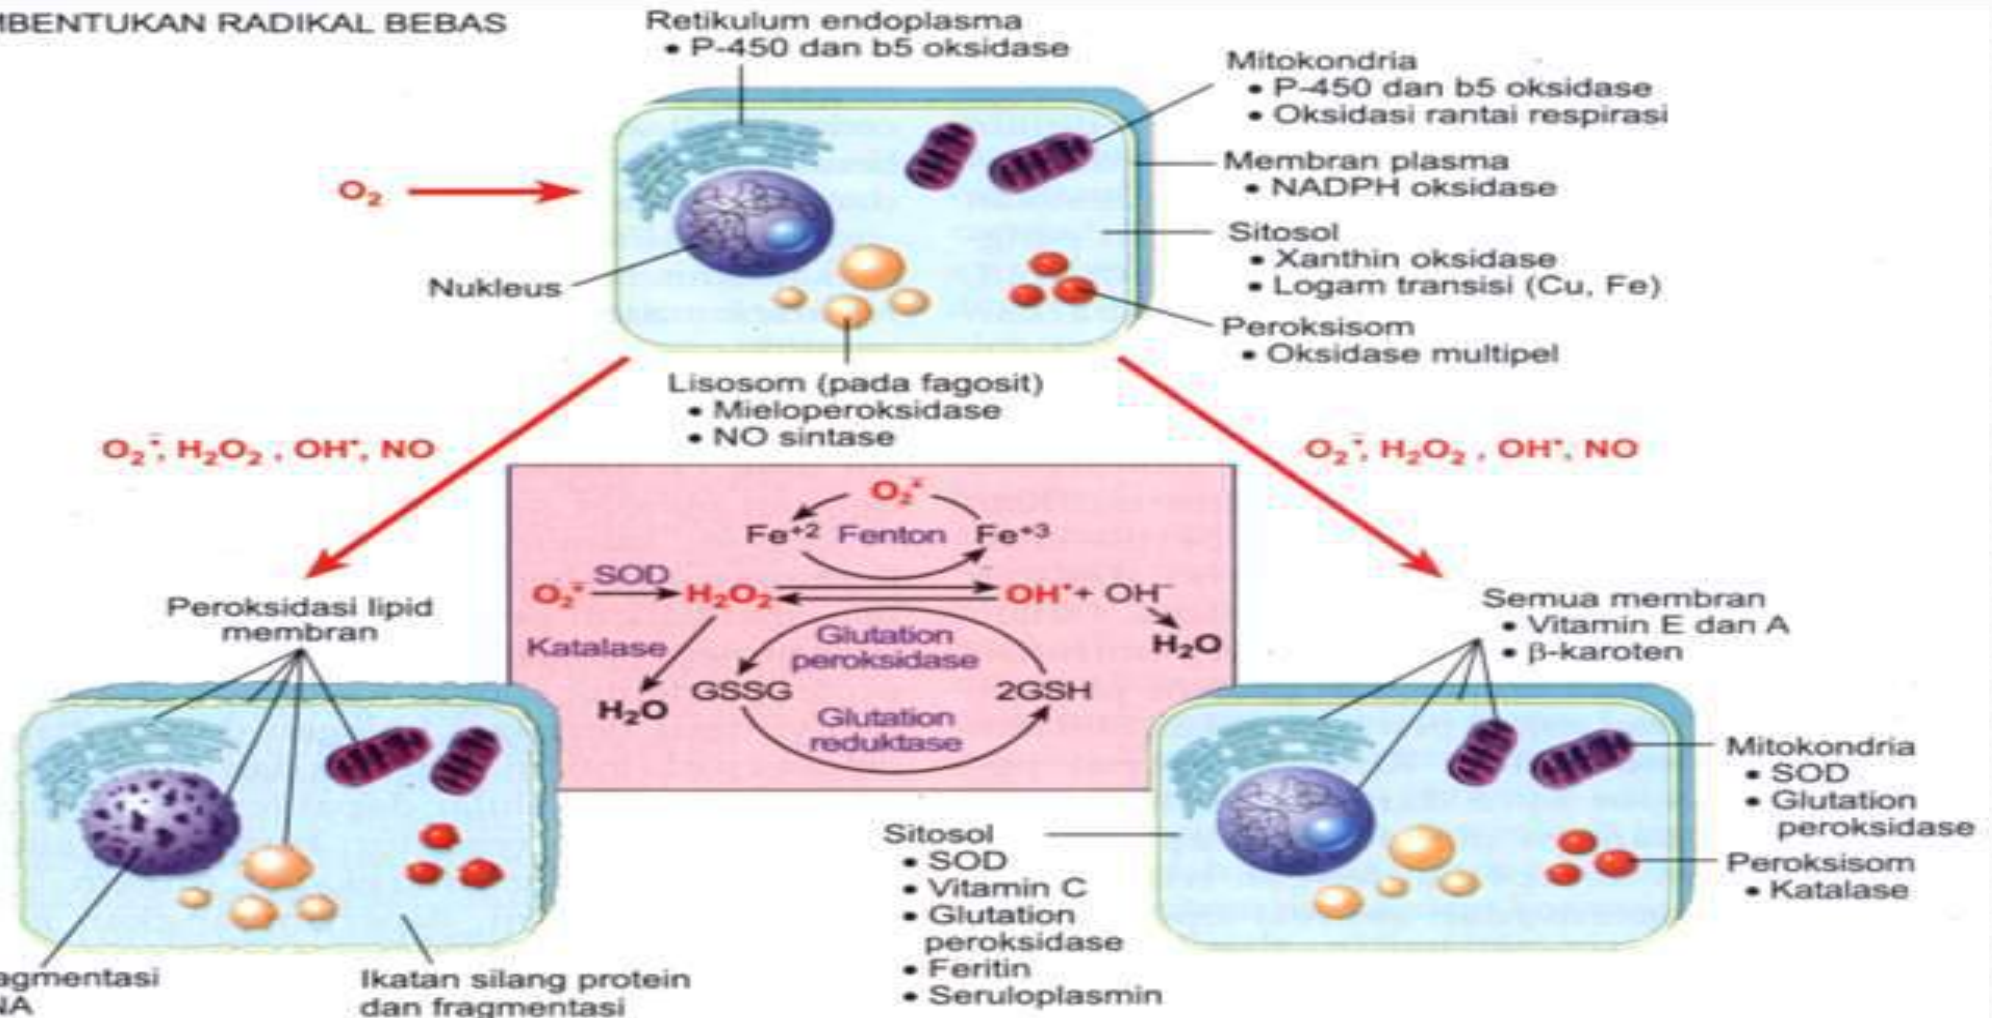 MBENTUKAN RADIKAL BEBAS
Retikulum endoplasma
• P-450 dan b5 oksidase
Mitokondria
• P-450 dan b5 oksidase
• Oksidasi rantai respirasi
Membran plasma
• NADPH oksidase
O₂
Sitosol
• Xanthin oksidase
• Logam transisi (Cu, Fe)
Nukleus
Peroksisom
• Oksidase multipel
Lisosom (pada fagosit)
• Mieloperoksidase
• NO sintase
O₂•̄, H₂O₂, OH•, NO
O₂•̄, H₂O₂, OH•, NO
O₂•̄
Fe⁺² Fenton Fe⁺³
SOD
O₂•̄ H₂O₂ OH• + OH⁻
H₂O
Katalase
Glutation
peroksidase
GSSG 2GSH
H₂O
Glutation
reduktase
Peroksidasi lipid
membran
agmentasi
NA
Ikatan silang protein
dan fragmentasi
Semua membran
• Vitamin E dan A
• β-karoten
Mitokondria
• SOD
• Glutation
peroksidase
Peroksisom
• Katalase
Sitosol
• SOD
• Vitamin C
• Glutation
peroksidase
• Feritin
• Seruloplasmin